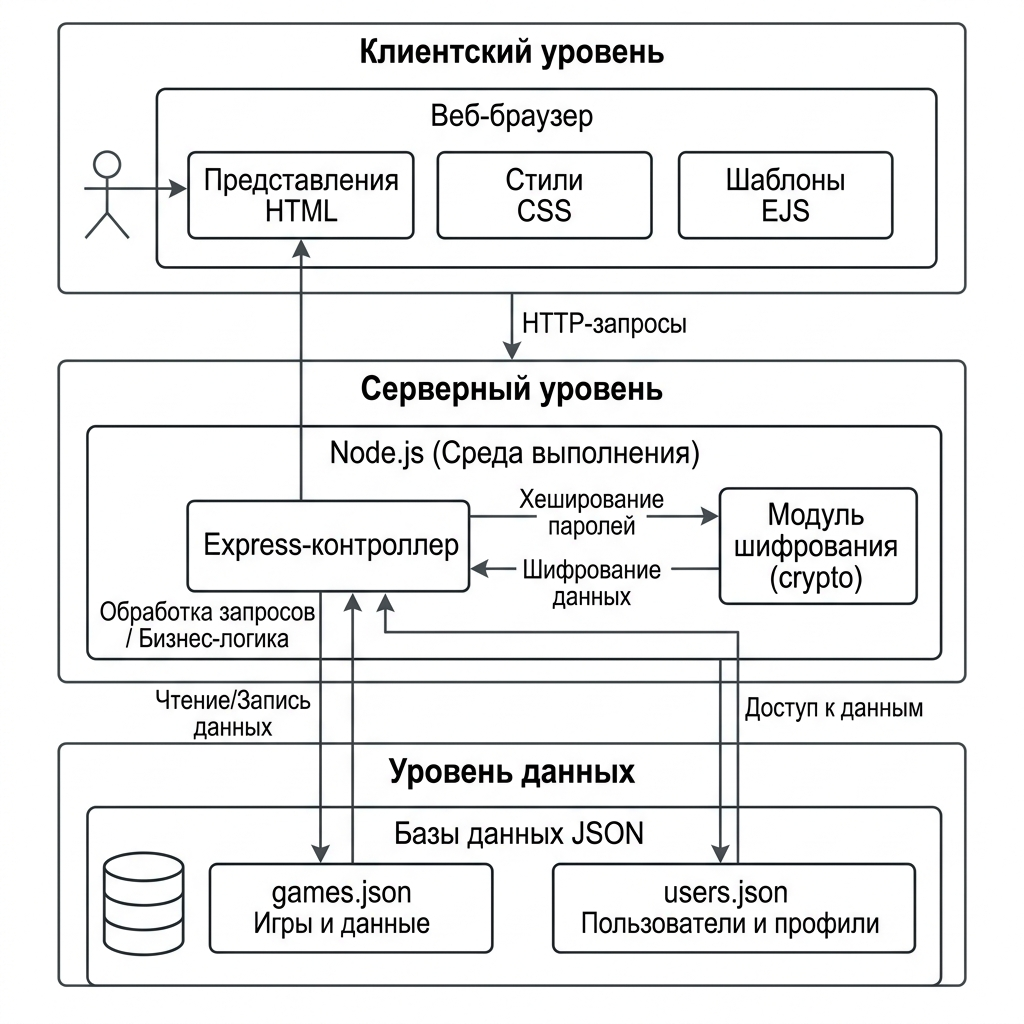 Клиентский уровень
Веб-браузер
Представления
HTML
Стили
CSS
Шаблоны
EJS
HTTP-запросы
Серверный уровень
Node.js (Среда выполнения)
Express-контроллер
Хеширование
паролей
Шифрование
данных
Модуль
шифрования
(crypto)
Обработка запросов
/ Бизнес-логика
Чтение/Запись
данных
Доступ к данным
Уровень данных
Базы данных JSON
games.json
Игры и данные
users.json
Пользователи и профили